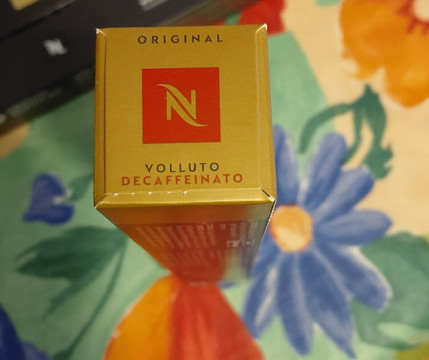 ORIGINAL
N
VOLLUTO
DECAFFEINATO